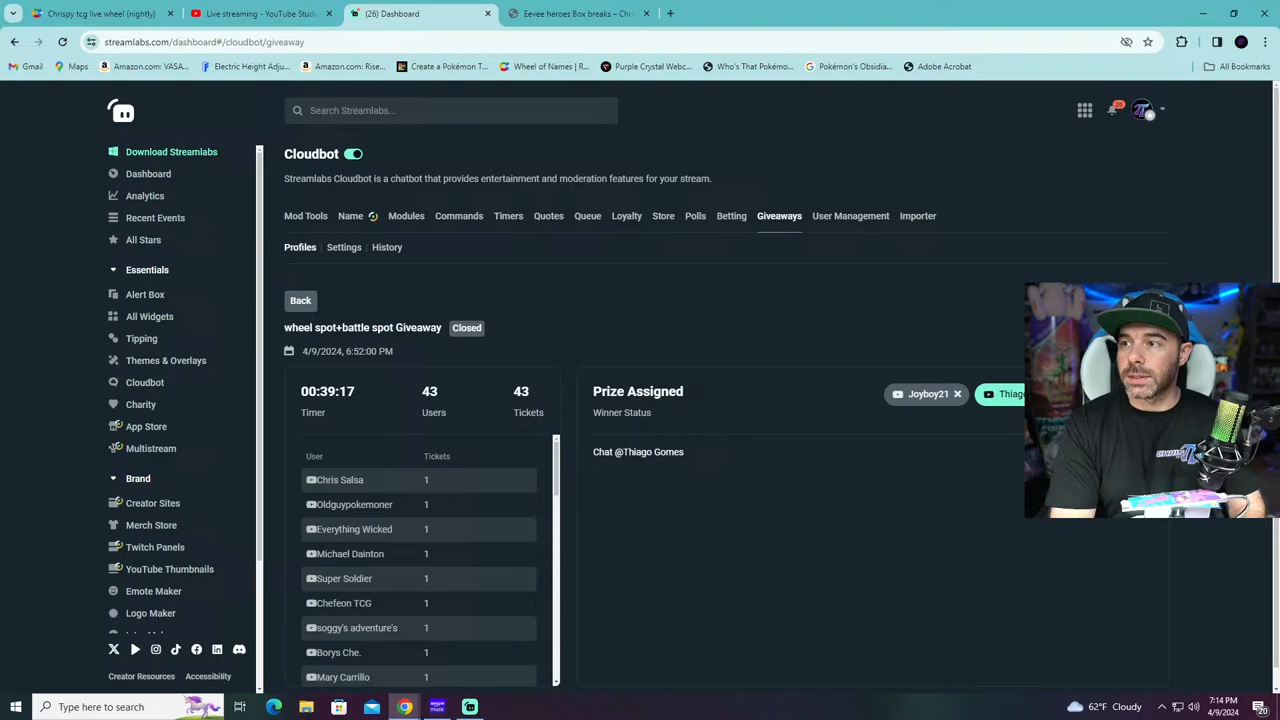 Chrispy tcg live wheel (nightly)
Live streaming - YouTube Studi
(26) Dashboard
Eevee heroes Box breaks – Chri
streamlabs.com/dashboard#/cloudbot/giveaway
Gmail
Maps
Amazon.com: VASA...
Electric Height Adju...
Amazon.com: Rise...
Create a Pokémon T...
Wheel of Names | R...
Purple Crystal Webc...
Who's That Pokémo...
Pokémon's Obsidia...
Adobe Acrobat
All Bookmarks
Search Streamlabs...
26
Download Streamlabs
Dashboard
Analytics
Recent Events
All Stars
Essentials
Alert Box
All Widgets
Tipping
Themes & Overlays
Cloudbot
Charity
App Store
Multistream
Brand
Creator Sites
Merch Store
Twitch Panels
YouTube Thumbnails
Emote Maker
Logo Maker
Creator Resources
Accessibility
Cloudbot
Streamlabs Cloudbot is a chatbot that provides entertainment and moderation features for your stream.
Mod Tools Name Modules Commands Timers Quotes Queue Loyalty Store Polls Betting Giveaways User Management Importer
Profiles | Settings | History
Back
wheel spot+battle spot Giveaway Closed
4/9/2024, 6:52:00 PM
00:39:17 43 43
Timer Users Tickets
User Tickets
Chris Salsa 1
Oldguypokemoner 1
Everything Wicked 1
Michael Dainton 1
Super Soldier 1
Chefeon TCG 1
soggy's adventure's 1
Borys Che. 1
Mary Carrillo 1
Prize Assigned
Winner Status
Joyboy21
Thiag
Chat @Thiago Gomes
Type here to search
amazon music
62°F Cloudy
7:14 PM
4/9/2024
20